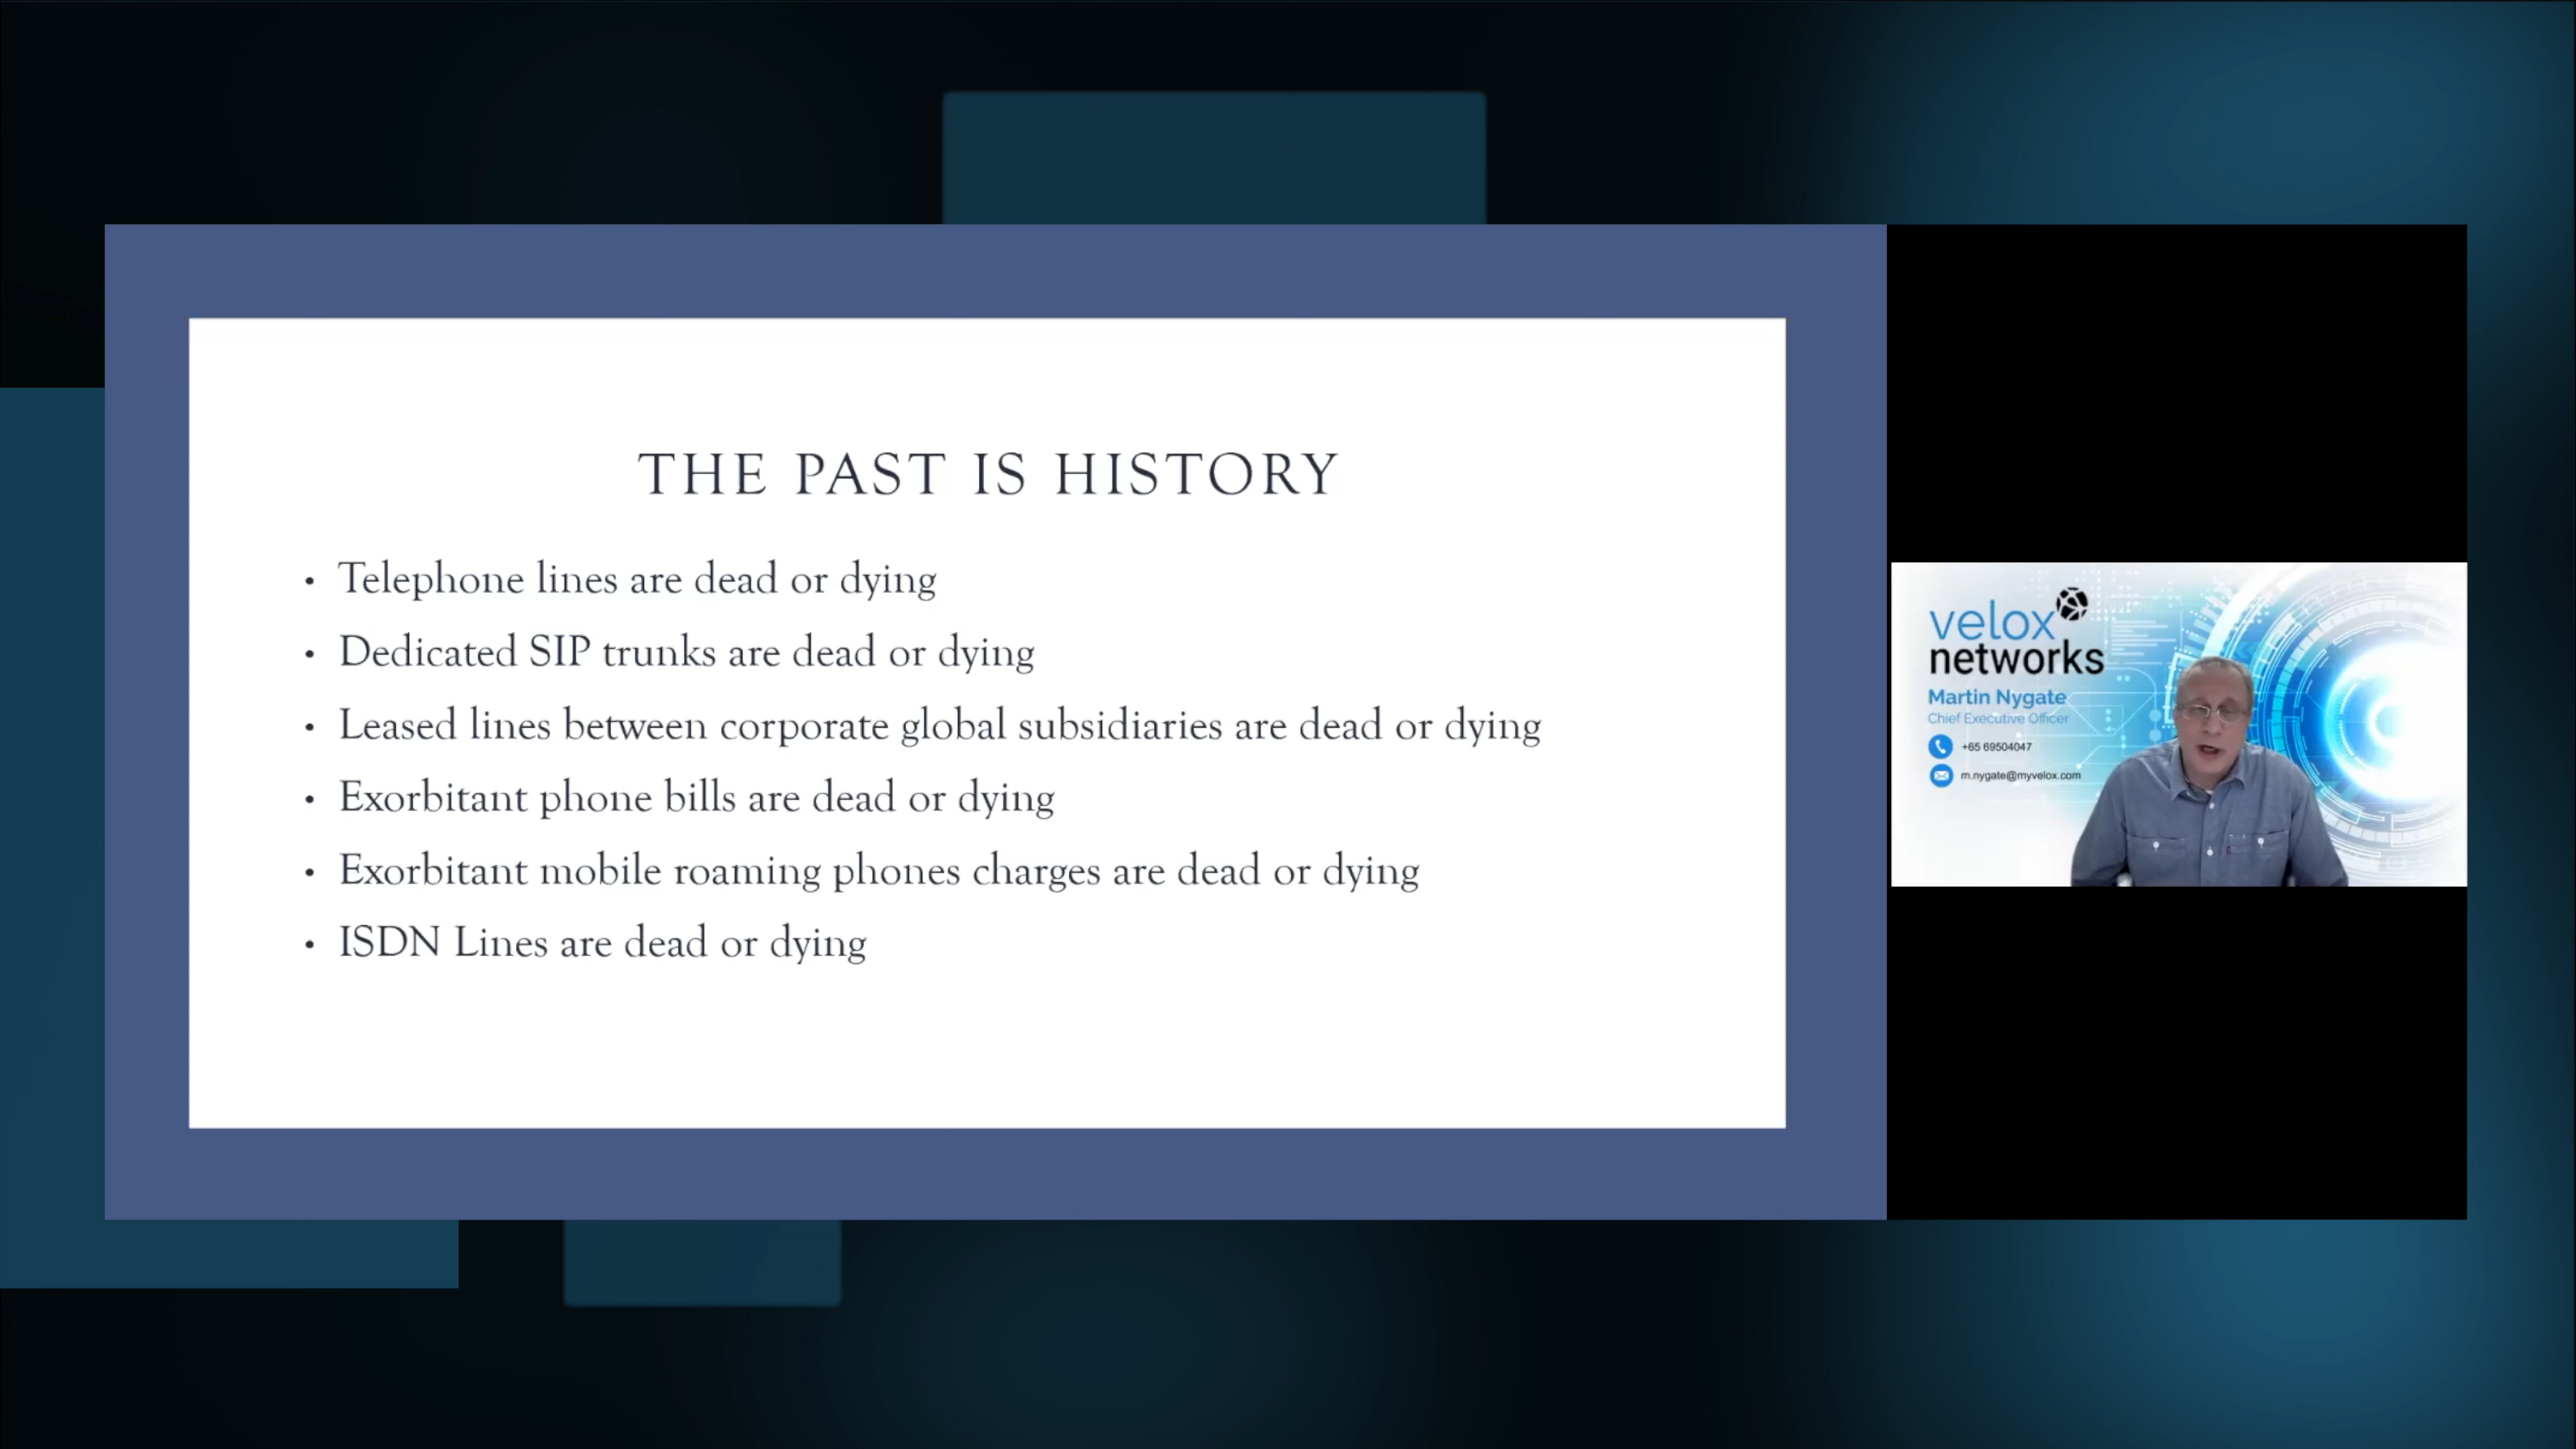 THE PAST IS HISTORY
• Telephone lines are dead or dying
• Dedicated SIP trunks are dead or dying
• Leased lines between corporate global subsidiaries are dead or dying
• Exorbitant phone bills are dead or dying
• Exorbitant mobile roaming phones charges are dead or dying
• ISDN Lines are dead or dying
velox
networks
Martin Nygate
Chief Executive Officer
+65 69504047
m.nygate@myvelox.com